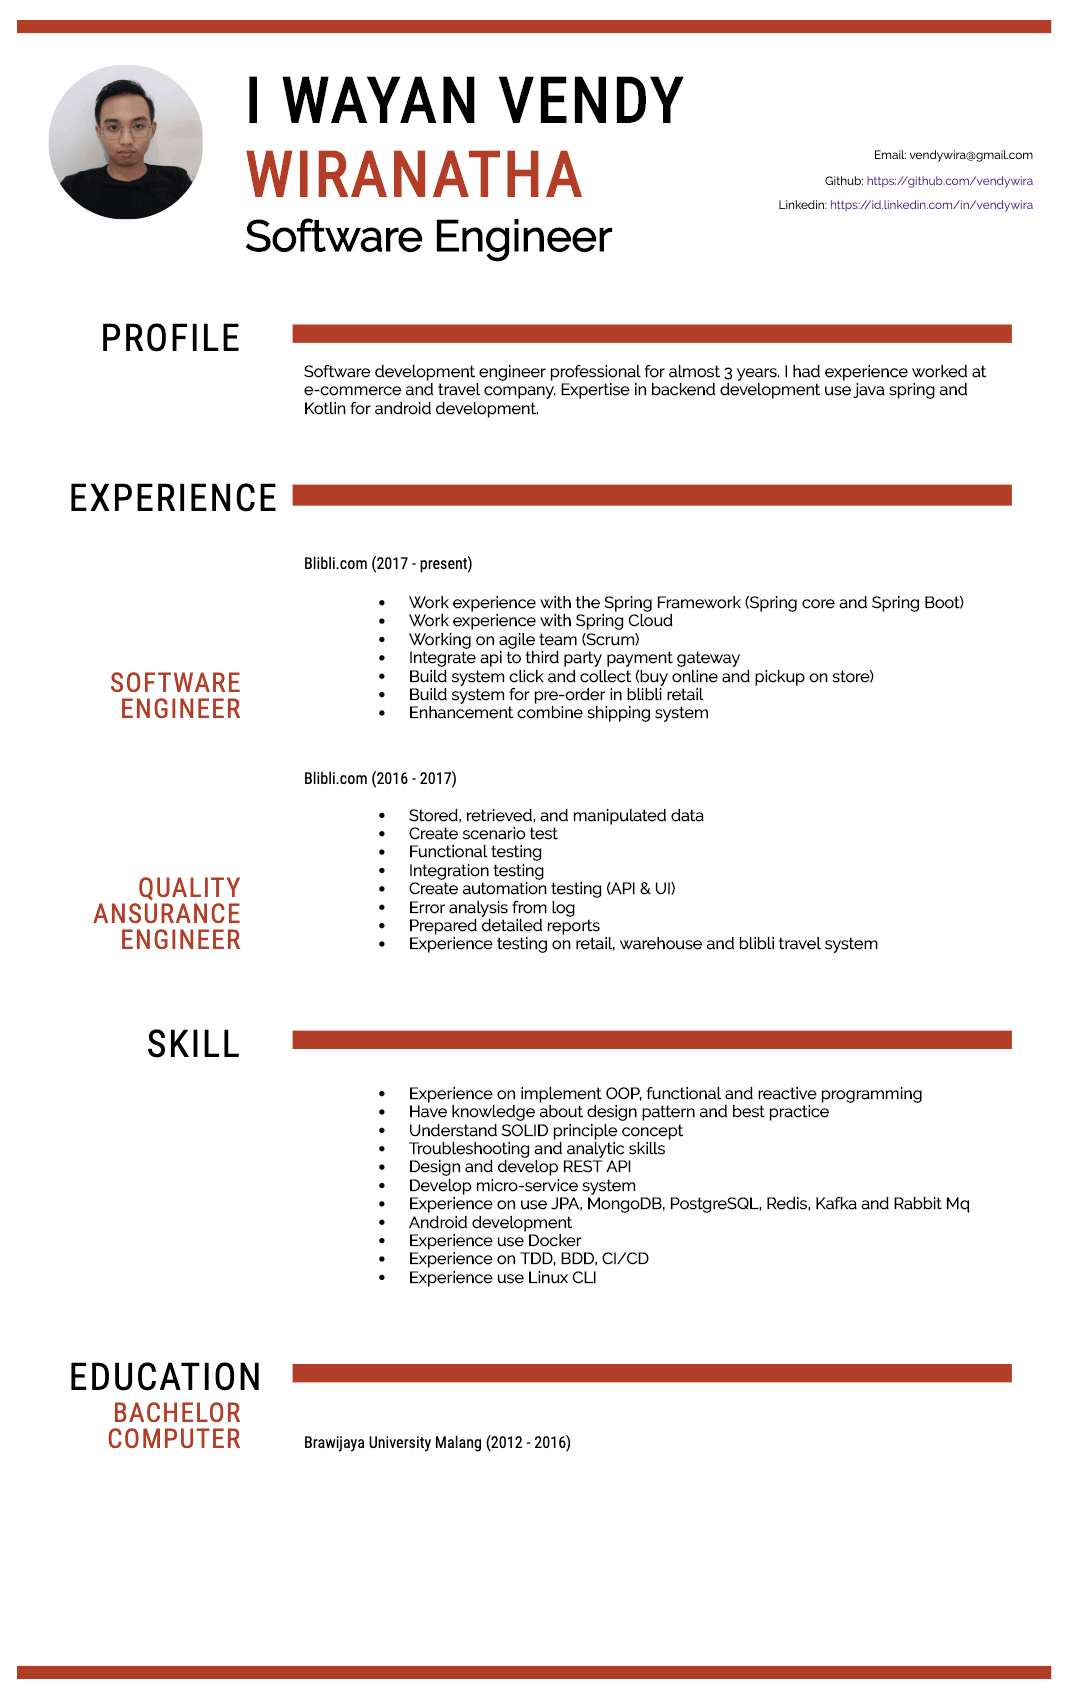 I WAYAN VENDY
WIRANATHA
Software Engineer
Email: vendywira@gmail.com
Github: https://github.com/vendywira
Linkedin: https://id.linkedin.com/in/vendywira
PROFILE
Software development engineer professional for almost 3 years. I had experience worked at
e-commerce and travel company. Expertise in backend development use java spring and
Kotlin for android development.
EXPERIENCE
SOFTWARE
ENGINEER
Blibli.com (2017 - present)
• Work experience with the Spring Framework (Spring core and Spring Boot)
• Work experience with Spring Cloud
• Working on agile team (Scrum)
• Integrate api to third party payment gateway
• Build system click and collect (buy online and pickup on store)
• Build system for pre-order in blibli retail
• Enhancement combine shipping system
QUALITY
ANSURANCE
ENGINEER
Blibli.com (2016 - 2017)
• Stored, retrieved, and manipulated data
• Create scenario test
• Functional testing
• Integration testing
• Create automation testing (API & UI)
• Error analysis from log
• Prepared detailed reports
• Experience testing on retail, warehouse and blibli travel system
SKILL
• Experience on implement OOP, functional and reactive programming
• Have knowledge about design pattern and best practice
• Understand SOLID principle concept
• Troubleshooting and analytic skills
• Design and develop REST API
• Develop micro-service system
• Experience on use JPA, MongoDB, PostgreSQL, Redis, Kafka and Rabbit Mq
• Android development
• Experience use Docker
• Experience on TDD, BDD, CI/CD
• Experience use Linux CLI
EDUCATION
BACHELOR
COMPUTER
Brawijaya University Malang (2012 - 2016)